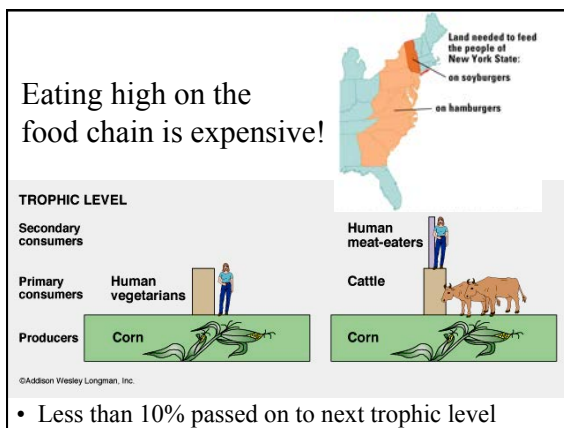 Eating high on the
food chain is expensive!
Land needed to feed
the people of
New York State:
on soyburgers
on hamburgers
TROPHIC LEVEL
Secondary
consumers
Human
meat-eaters
Primary
consumers
Human
vegetarians
Cattle
Producers
Corn
Corn
©Addison Wesley Longman, Inc.
• Less than 10% passed on to next trophic level